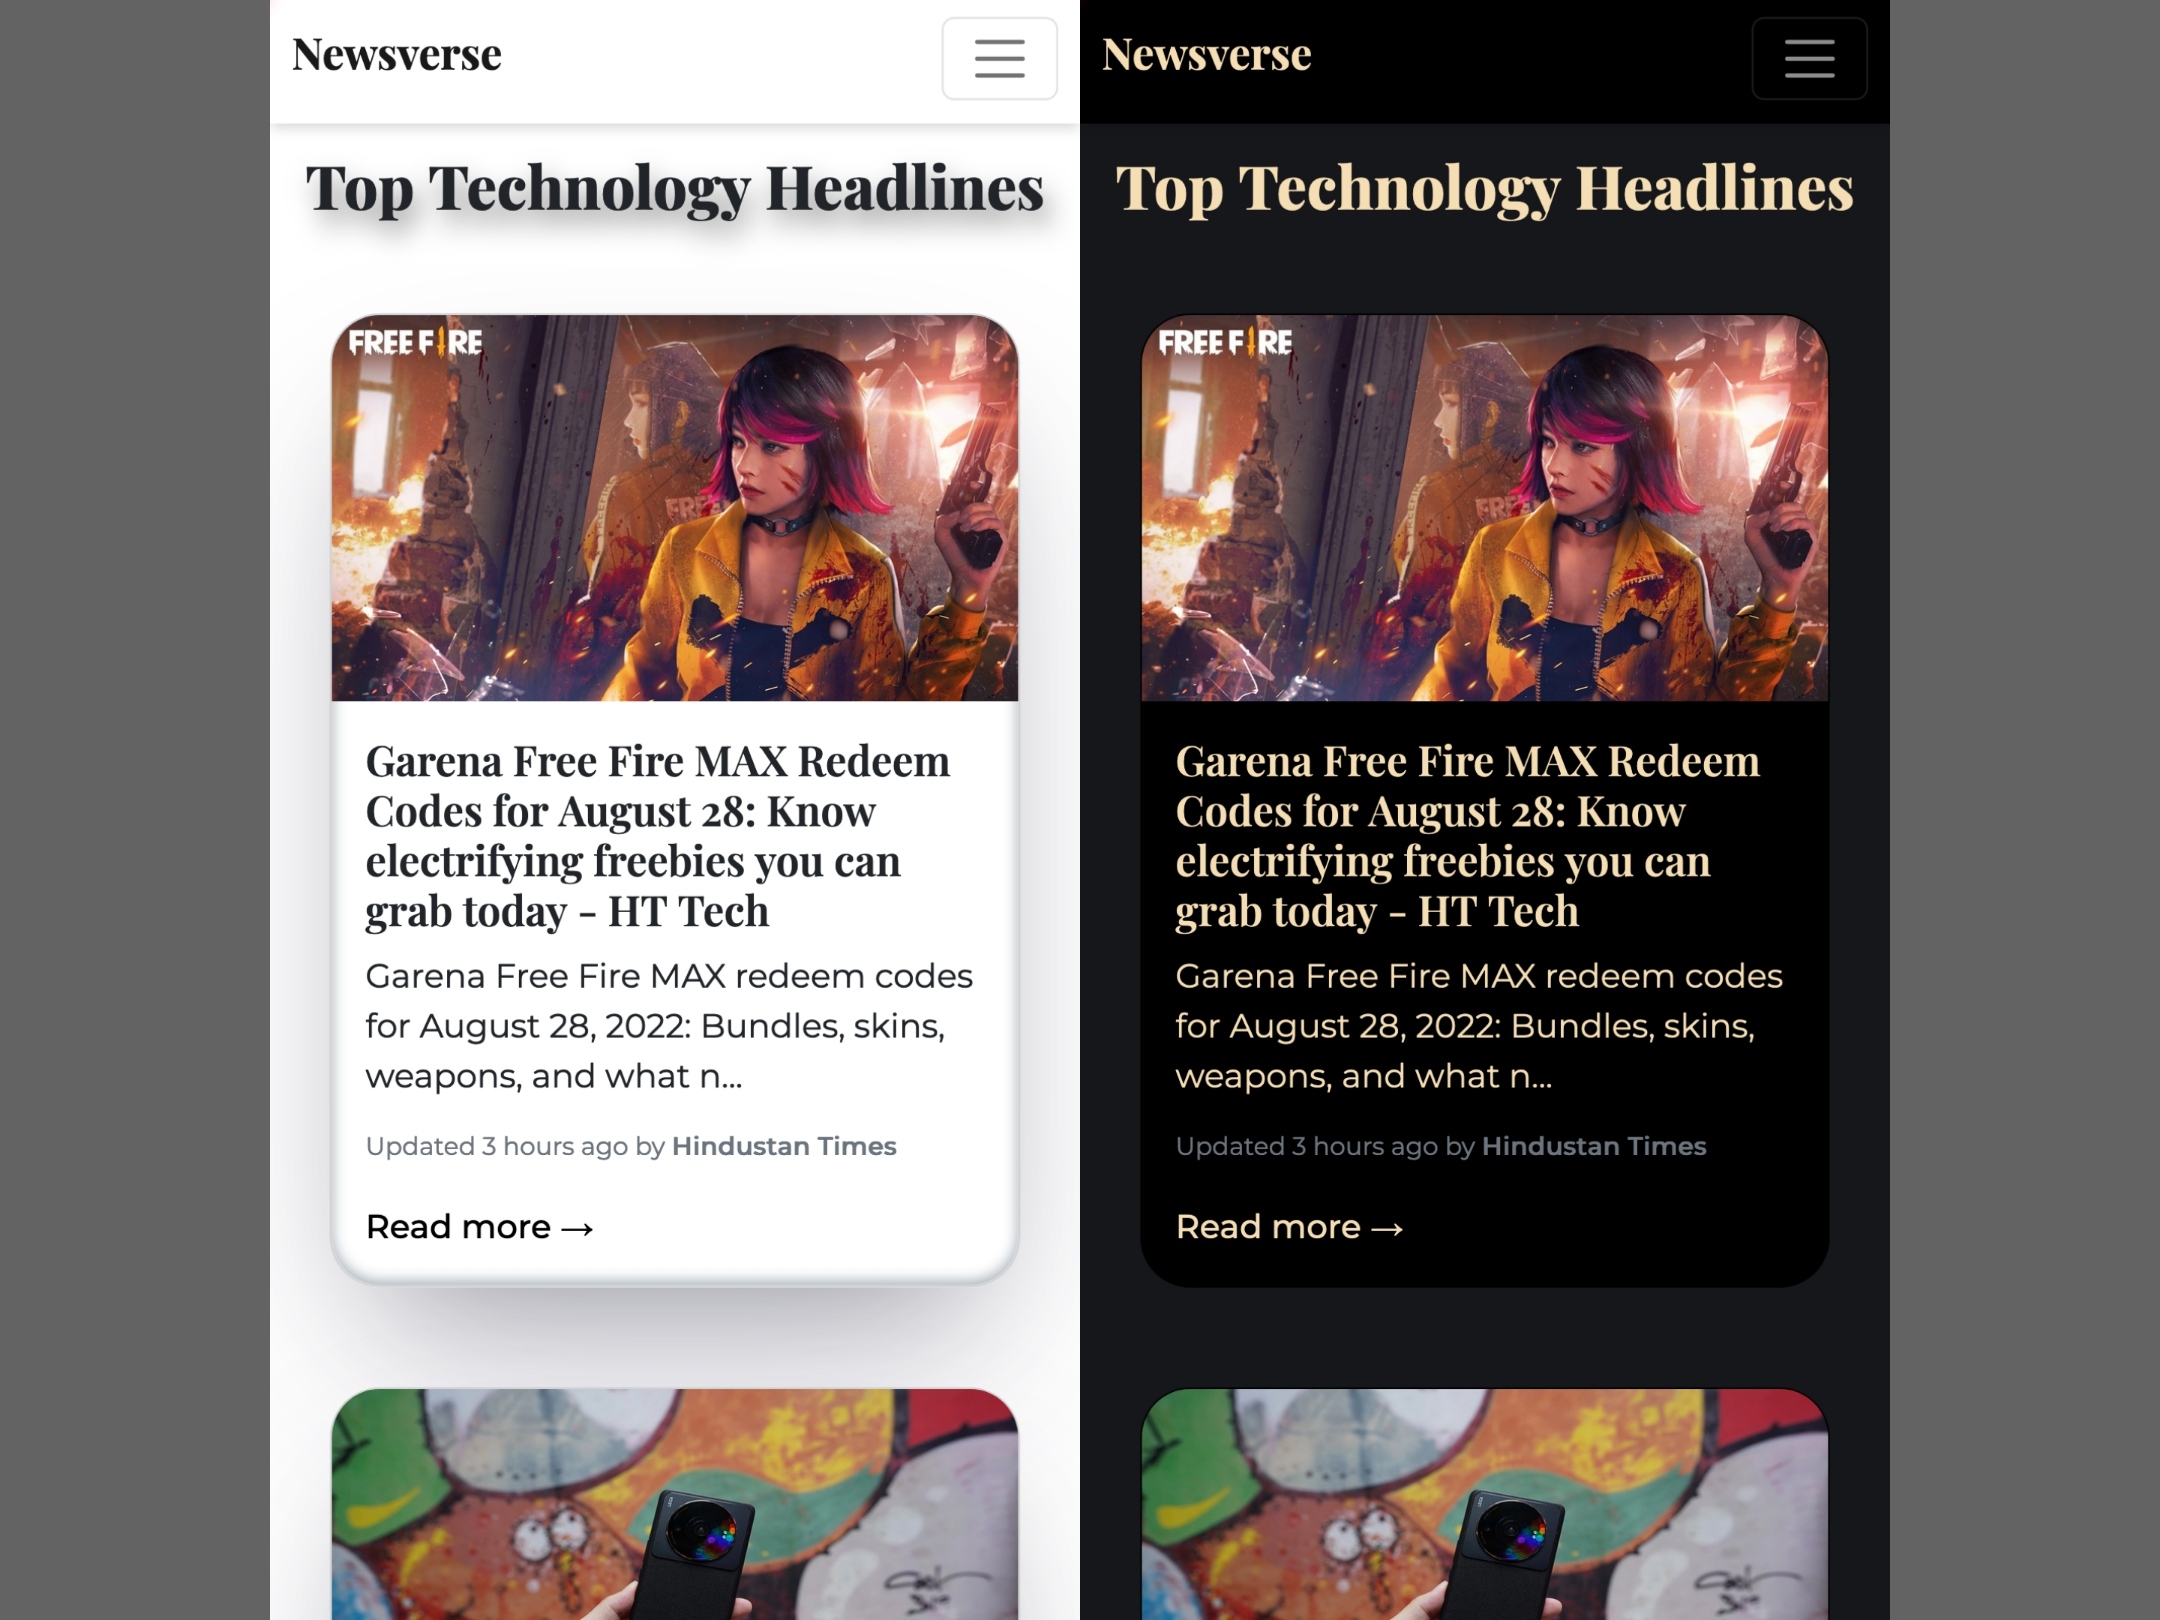 Newsverse
Top Technology Headlines
FREE FIRE
Garena Free Fire MAX Redeem
Codes for August 28: Know
electrifying freebies you can
grab today - HT Tech
Garena Free Fire MAX redeem codes
for August 28, 2022: Bundles, skins,
weapons, and what n...
Updated 3 hours ago by Hindustan Times
Read more →
Newsverse
Top Technology Headlines
FREE FIRE
Garena Free Fire MAX Redeem
Codes for August 28: Know
electrifying freebies you can
grab today - HT Tech
Garena Free Fire MAX redeem codes
for August 28, 2022: Bundles, skins,
weapons, and what n...
Updated 3 hours ago by Hindustan Times
Read more →